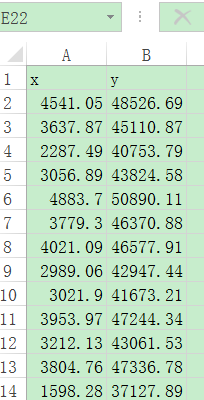 E22
A B
1 x y
2 4541.05 48526.69
3 3637.87 45110.87
4 2287.49 40753.79
5 3056.89 43824.58
6 4883.7 50890.11
7 3779.3 46370.88
8 4021.09 46577.91
9 2989.06 42947.44
10 3021.9 41673.21
11 3953.97 47244.34
12 3212.13 43061.53
13 3804.76 47336.78
14 1598.28 37127.89